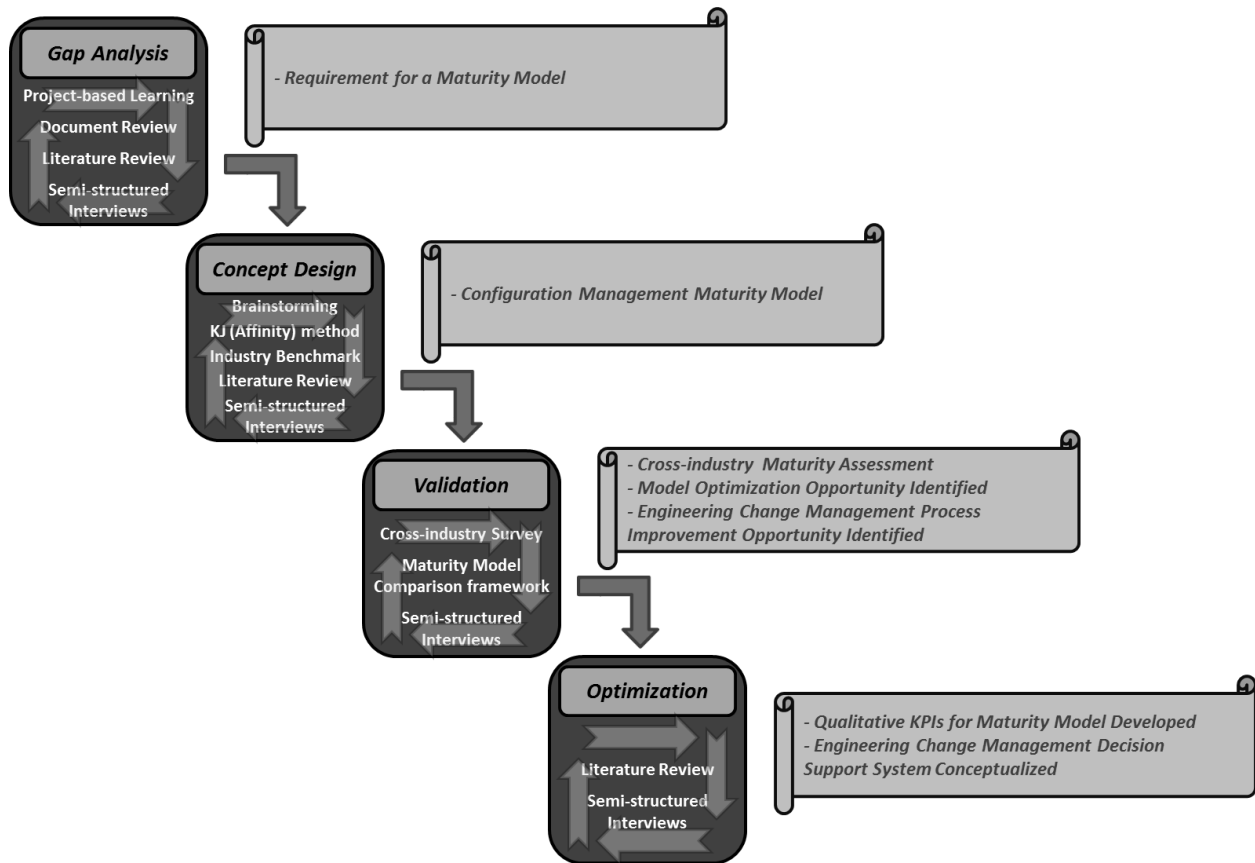 Gap Analysis
Project-based Learning
Document Review
Literature Review
Semi-structured
Interviews
- Requirement for a Maturity Model
Concept Design
Brainstorming
KJ (Affinity) method
Industry Benchmark
Literature Review
Semi-structured
Interviews
- Configuration Management Maturity Model
Validation
Cross-industry Survey
Maturity Model
Comparison framework
Semi-structured
Interviews
- Cross-industry Maturity Assessment
- Model Optimization Opportunity Identified
- Engineering Change Management Process
Improvement Opportunity Identified
Optimization
Literature Review
Semi-structured
Interviews
- Qualitative KPIs for Maturity Model Developed
- Engineering Change Management Decision
Support System Conceptualized